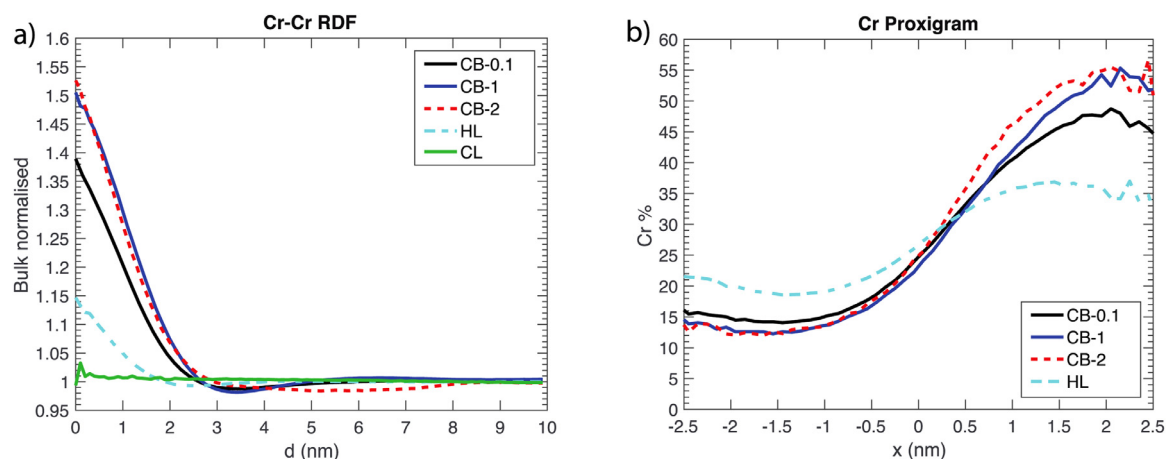 a)
Cr-Cr RDF
1.6
1.55
1.5
1.45
1.4
1.35
1.3
1.25
1.2
1.15
1.1
1.05
1
0.95
Bulk normalised
CB-0.1
CB-1
CB-2
HL
CL
0 1 2 3 4 5 6 7 8 9 10
d (nm)
b)
Cr Proxigram
60
55
50
45
40
35
30
25
20
15
10
5
0
Cr %
CB-0.1
CB-1
CB-2
HL
-2.5 -2 -1.5 -1 -0.5 0 0.5 1 1.5 2 2.5
x (nm)